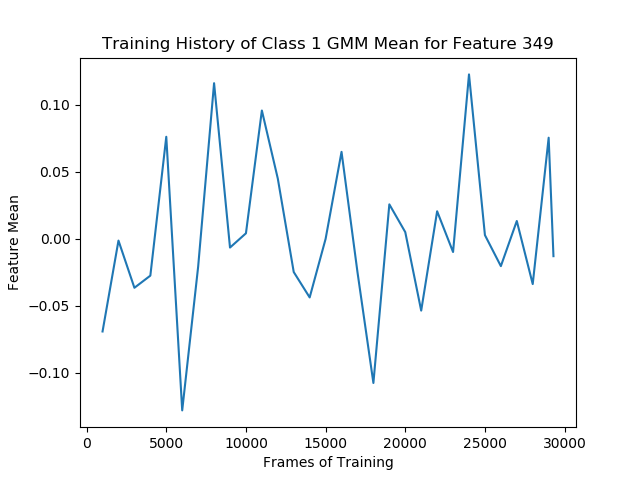 Training History of Class 1 GMM Mean for Feature 349
0.10
0.05
0.00
−0.05
−0.10
Feature Mean
0 5000 10000 15000 20000 25000 30000
Frames of Training